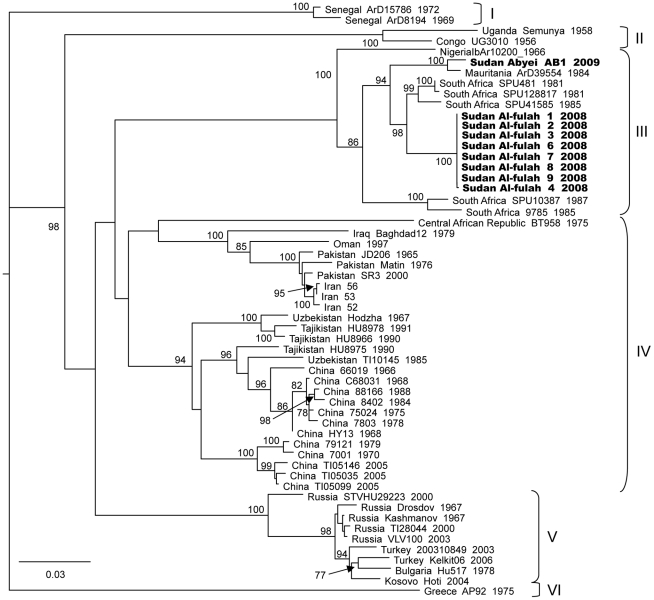 Senegal ArD15786 1972
100
I
Senegal ArD8194 1969
Uganda Semunya 1958
100
II
Congo UG3010 1956
NigerialbAr10200_1966
100
100
Sudan Abyei AB1 2009
94
Mauritania ArD39554 1984
South Africa SPU481 1981
100
99
South Africa SPU128817 1981
South Africa SPU41585 1985
Sudan Al-fulah 1 2008
Sudan Al-fulah 2 2008
III
98
Sudan Al-fulah 3 2008
86
Sudan Al-fulah 6 2008
100
Sudan Al-fulah 7 2008
Sudan Al-fulah 8 2008
Sudan Al-fulah 9 2008
Sudan Al-fulah 4 2008
100
South Africa SPU10387 1987
South Africa 9785 1985
98
Central African Republic BT958 1975
100
Iraq Baghdad12 1979
85
Oman 1997
100
Pakistan JD206 1965
Pakistan Matin 1976
Pakistan SR3 2000
95
Iran 56
Iran 53
100
Iran 52
100
Uzbekistan Hodzha 1967
Tajikistan HU8978 1991
100
Tajikistan HU8966 1990
94
96
Tajikistan HU8975 1990
IV
Uzbekistan TI10145 1985
China 66019 1966
96
82
China C68031 1968
China 88166 1988
86
China 8402 1984
78
China 75024 1975
98
China 7803 1978
China HY13 1968
100
China 79121 1979
100
China 7001 1970
99
China TI05146 2005
China TI05035 2005
China TI05099 2005
Russia STVHU29223 2000
100
Russia Drosdov 1967
Russia Kashmanov 1967
98
Russia TI28044 2000
Russia VLV100 2003
V
94
Turkey 200310849 2003
Turkey Kelkit06 2006
77
Bulgaria Hu517 1978
Kosovo Hoti 2004
0.03
Greece AP92 1975
VI